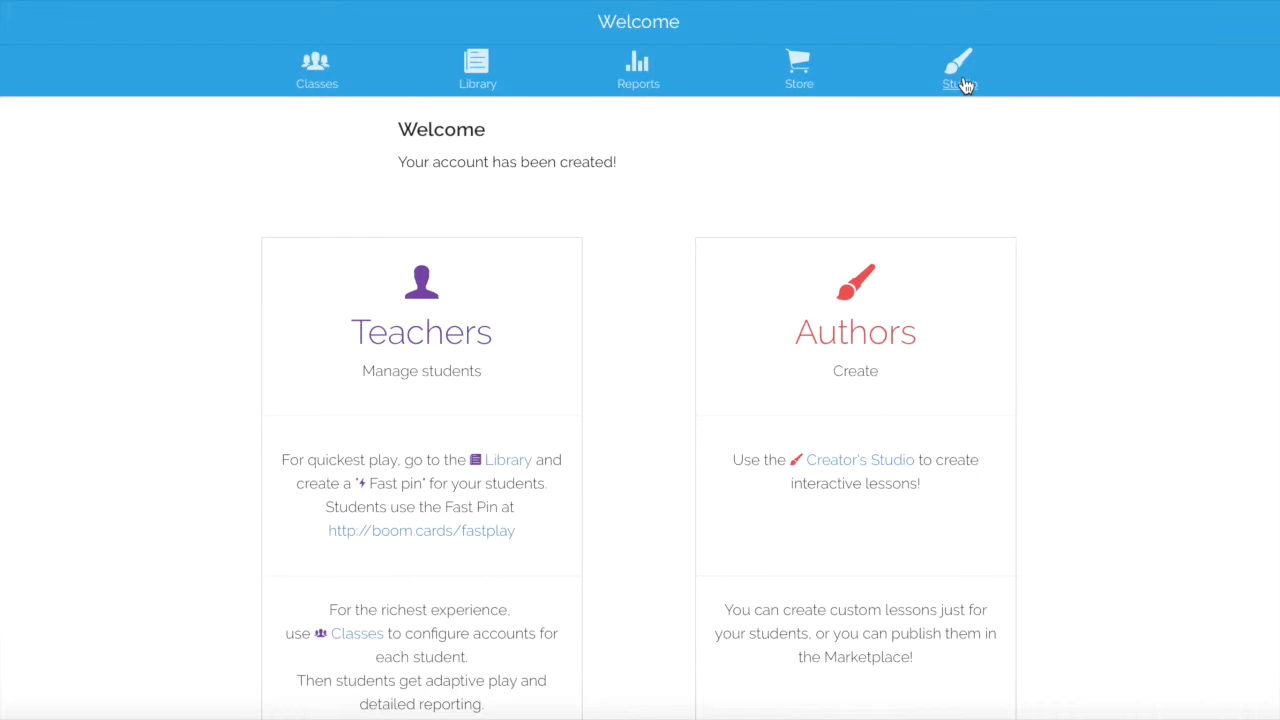 Welcome
Classes
Library
Reports
Store
Welcome
Your account has been created!
Teachers
Manage students
For quickest play, go to the Library and
create a "Fast pin" for your students.
Students use the Fast Pin at
http://boom.cards/fastplay
For the richest experience,
use Classes to configure accounts for
each student.
Then students get adaptive play and
detailed reporting.
Authors
Create
Use the Creator's Studio to create
interactive lessons!
You can create custom lessons just for
your students, or you can publish them in
the Marketplace!